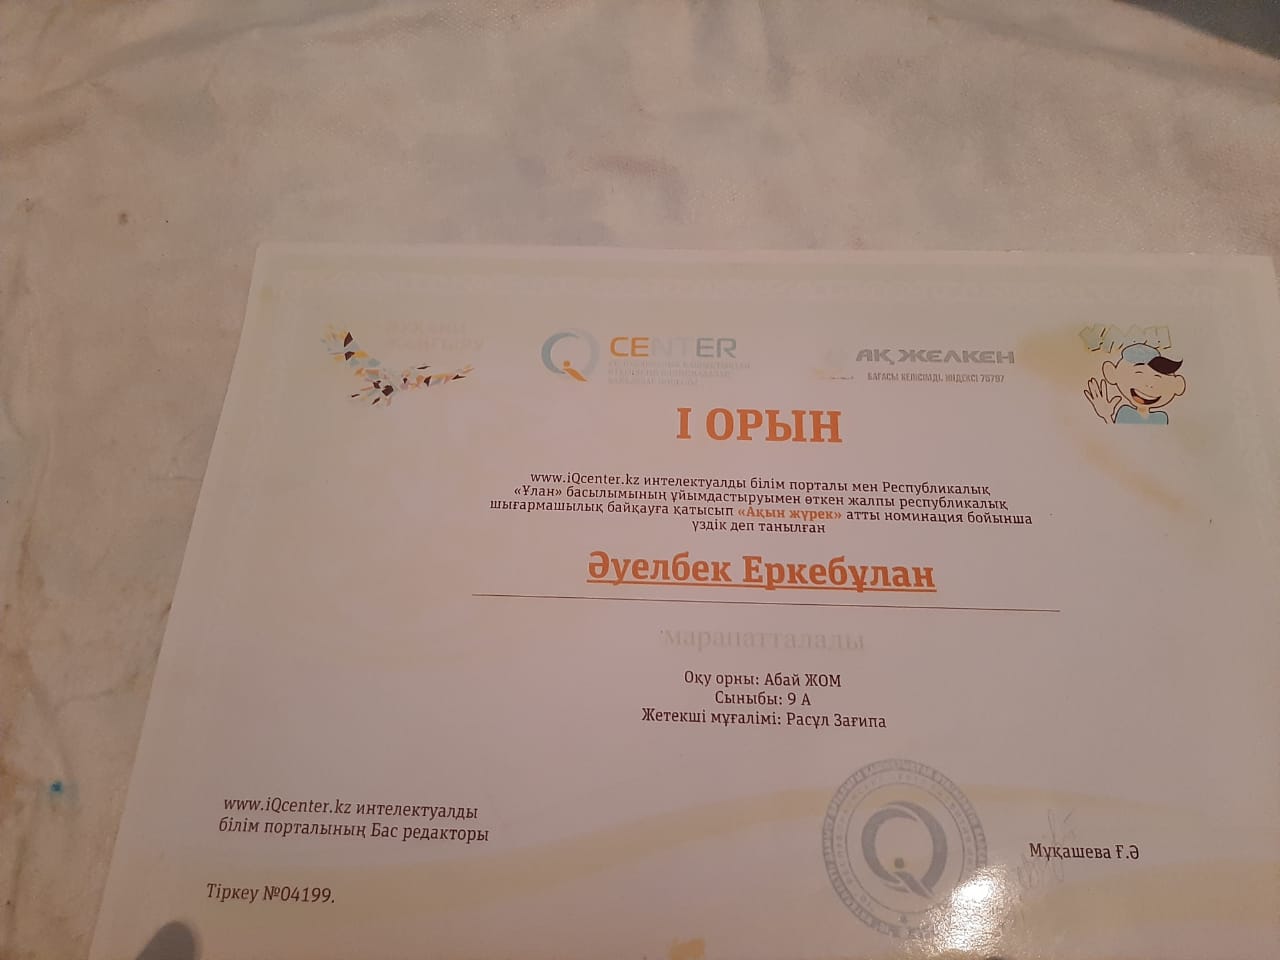 CENTER
АҚ ЖЕЛКЕН
БАҒАСЫ КЕЛІСІМДІ. ИНДЕКСІ 75797
І ОРЫН
www.iQcenter.kz интелектуалды білім порталы мен Республикалық
«Ұлан» басылымының ұйымдастыруымен өткен жалпы республикалық
шығармашылық байқауға қатысып «Ақын жүрек» атты номинация бойынша
үздік деп танылған
Әуелбек Еркебұлан
марапатталады
Оқу орны: Абай ЖОМ
Сыныбы: 9 А
Жетекші мұғалімі: Расұл Зағипа
www.iQcenter.kz интелектуалды
білім порталының Бас редакторы
Мұқашева Ғ.Ә
Тіркеу №04199.